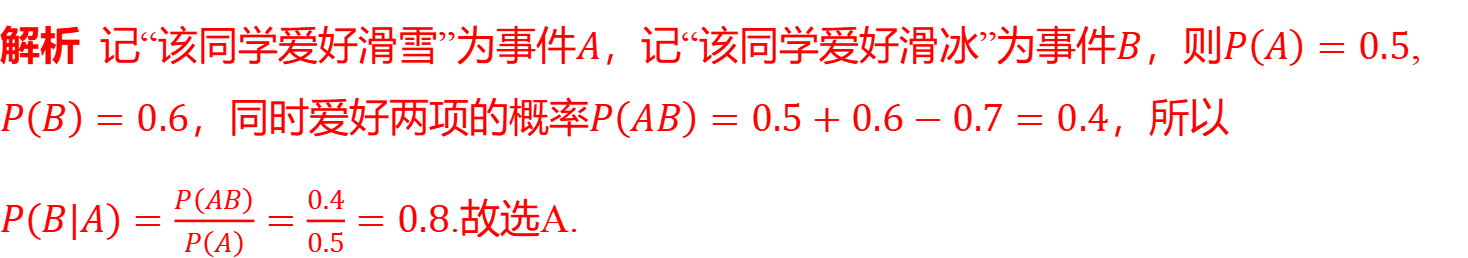 解析 记“该同学爱好滑雪”为事件A，记“该同学爱好滑冰”为事件B，则P(A) = 0.5,
P(B) = 0.6，同时爱好两项的概率P(AB) = 0.5 + 0.6 − 0.7 = 0.4，所以
P(B|A) = \frac{P(AB)}{P(A)} = \frac{0.4}{0.5} = 0.8.故选A.